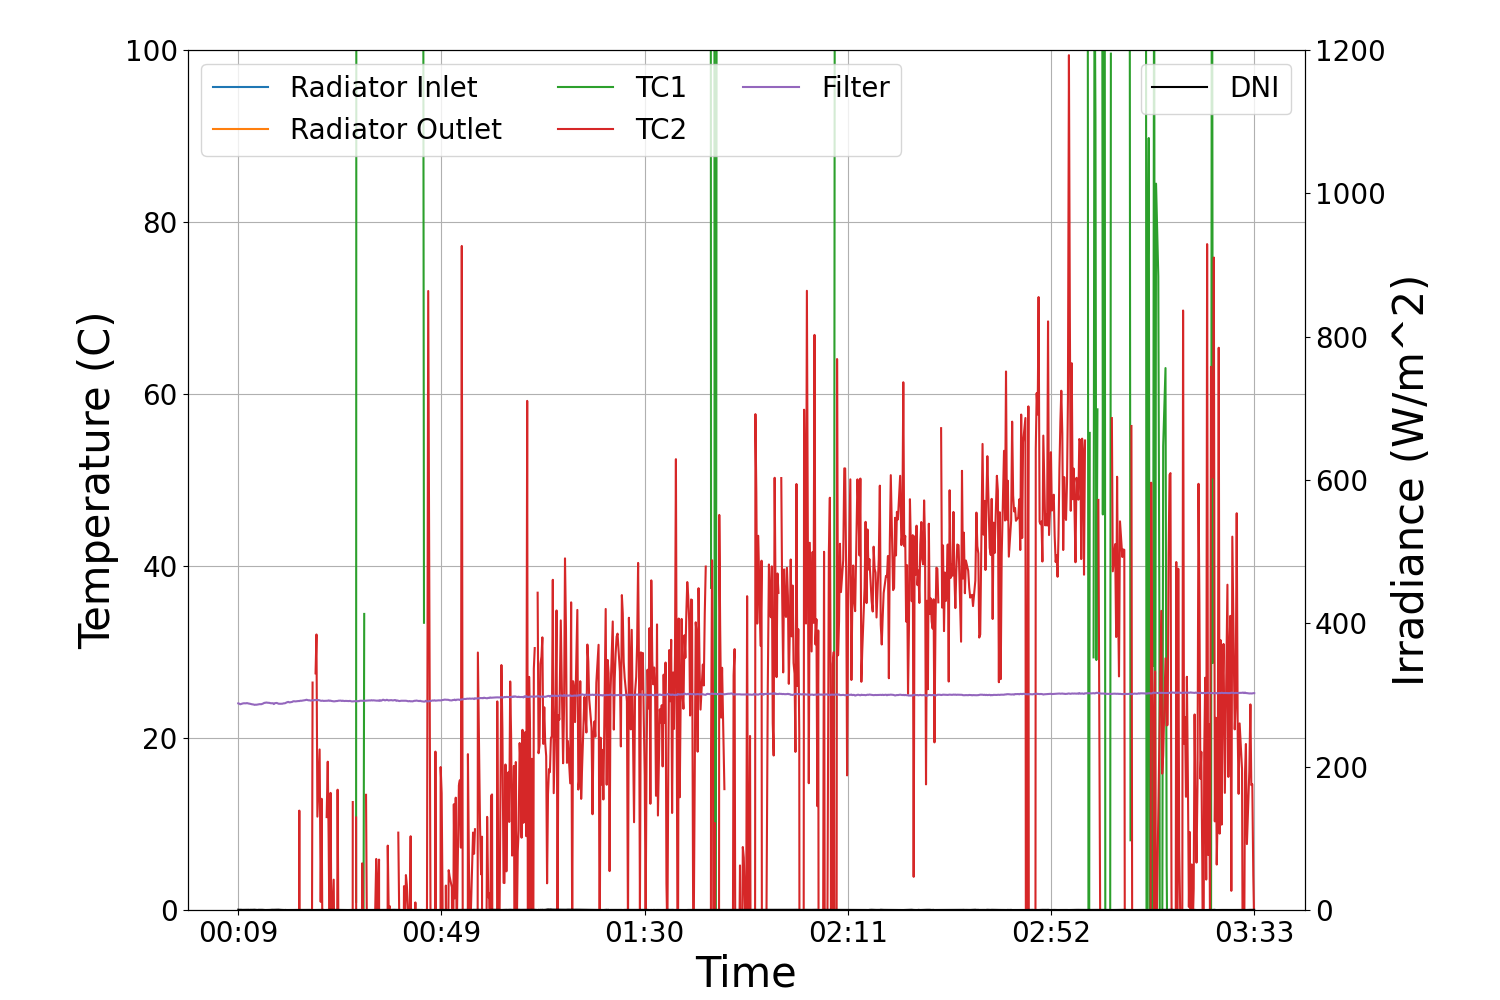 100
80
60
40
20
0
Temperature (C)
Radiator Inlet
Radiator Outlet
TC1
TC2
Filter
DNI
1200
1000
800
600
400
200
0
Irradiance (W/m^2)
00:09
00:49
01:30
02:11
02:52
03:33
Time